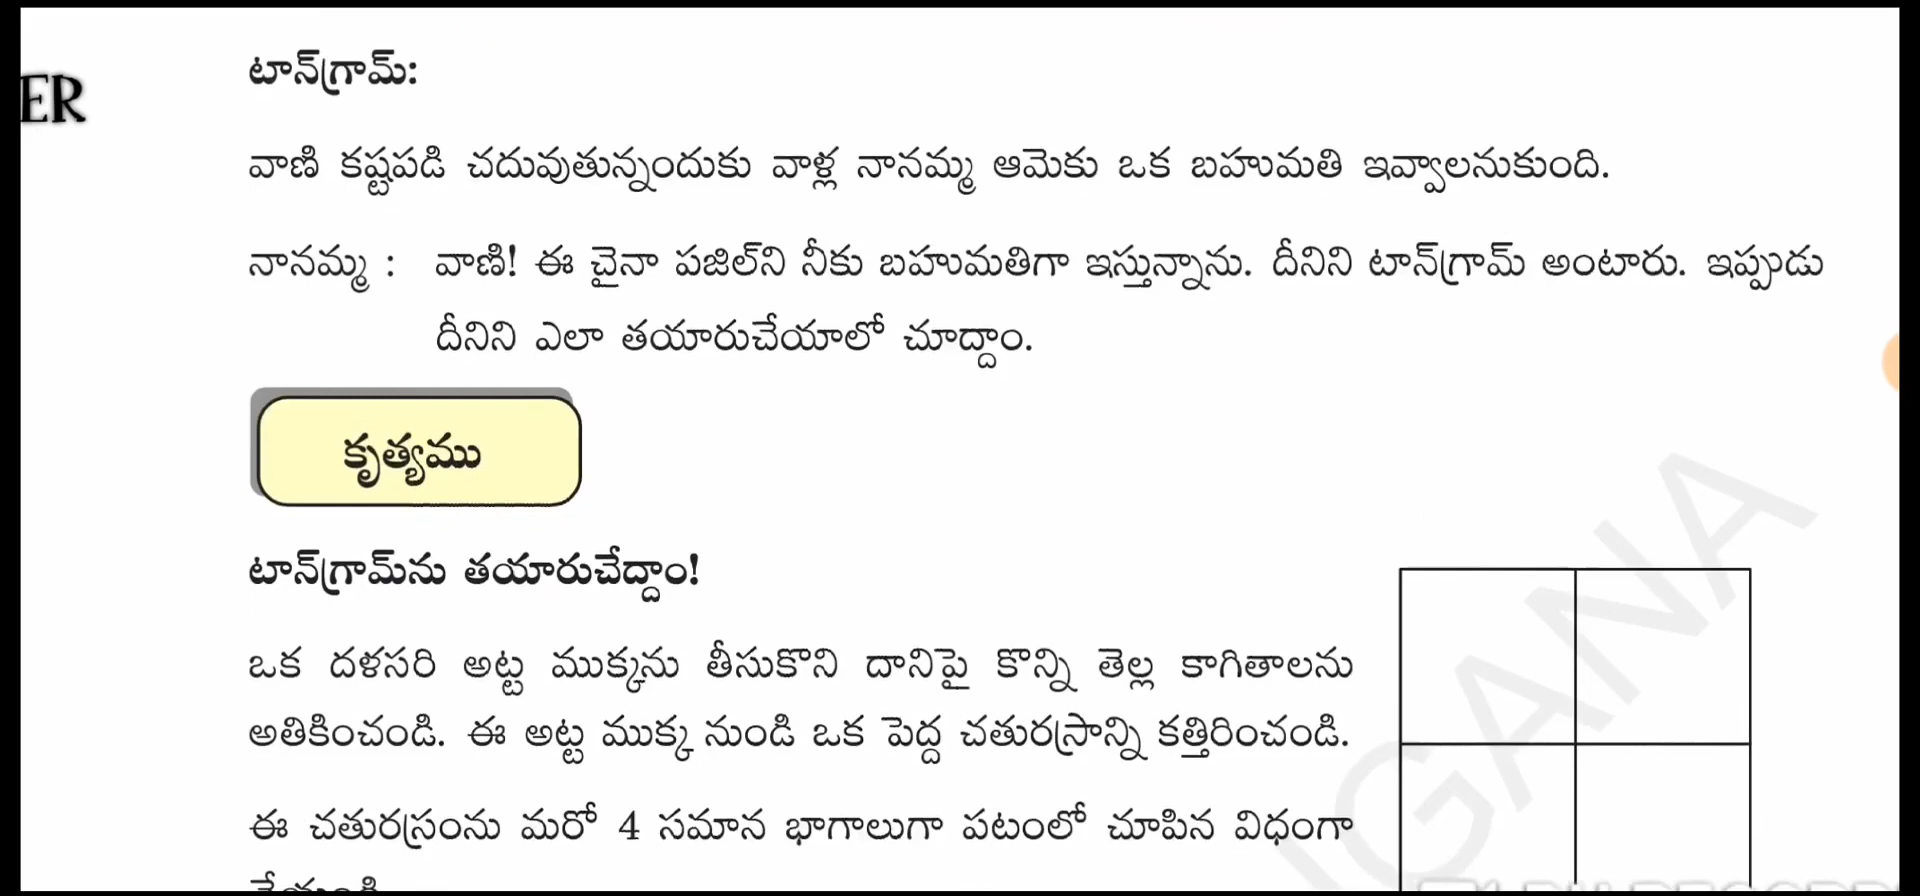 ER
టాన్‌గ్రామ్:
వాణి కష్టపడి చదువుతున్నందుకు వాళ్ల నానమ్మ ఆమెకు ఒక బహుమతి ఇవ్వాలనుకుంది.
నానమ్మ : వాణి! ఈ చైనా పజిల్‌ని నీకు బహుమతిగా ఇస్తున్నాను. దీనిని టాన్‌గ్రామ్ అంటారు. ఇప్పుడు
దీనిని ఎలా తయారుచేయాలో చూద్దాం.
కృత్యము
టాన్‌గ్రామ్‌ను తయారుచేద్దాం!
ఒక దళసరి అట్ట ముక్కను తీసుకొని దానిపై కొన్ని తెల్ల కాగితాలను
అతికించండి. ఈ అట్ట ముక్క నుండి ఒక పెద్ద చతురస్రాన్ని కత్తిరించండి.
ఈ చతురస్రంను మరో 4 సమాన భాగాలుగా పటంలో చూపిన విధంగా
GANA